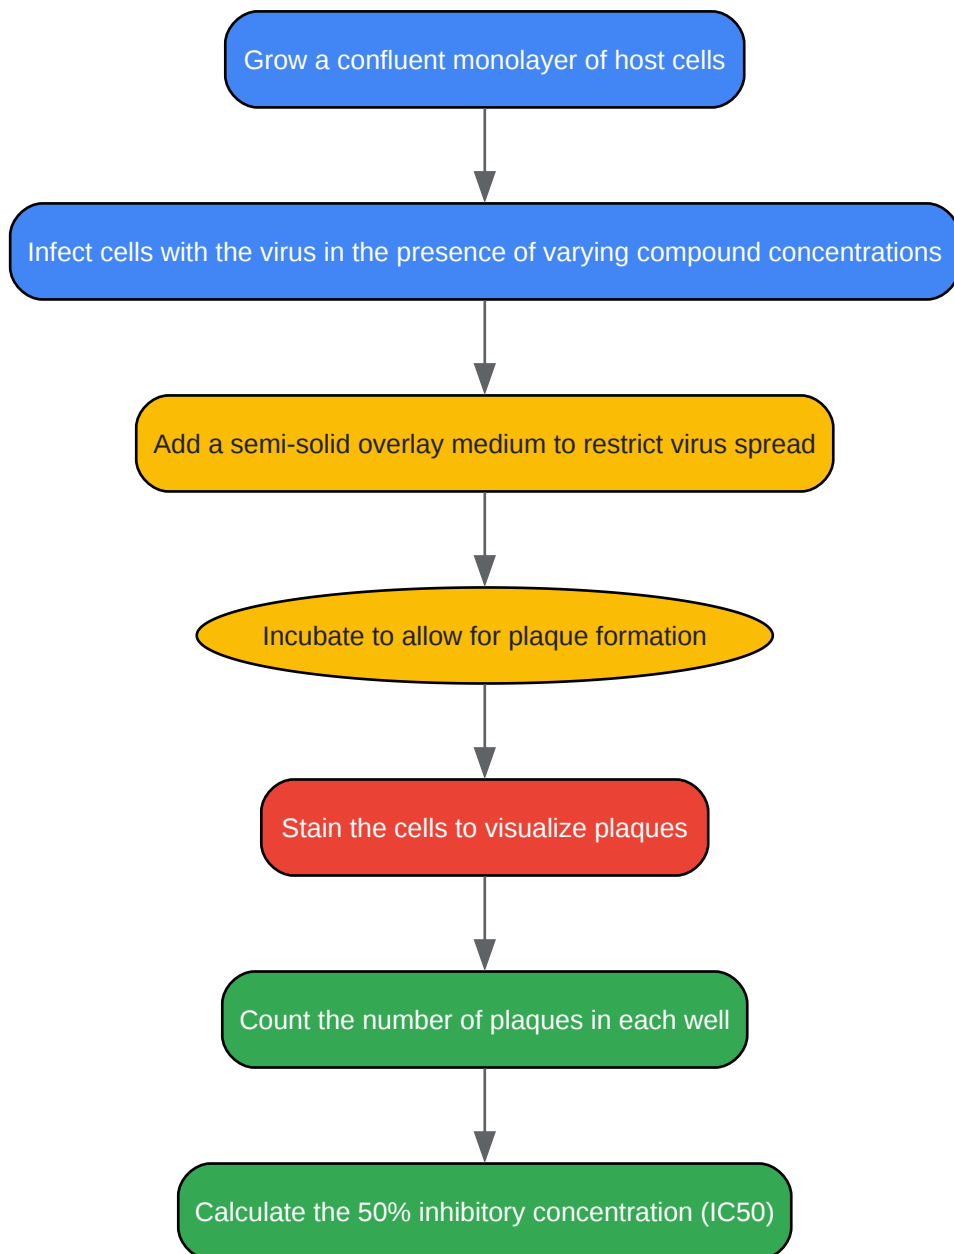 Grow a confluent monolayer of host cells
Infect cells with the virus in the presence of varying compound concentrations
Add a semi-solid overlay medium to restrict virus spread
Incubate to allow for plaque formation
Stain the cells to visualize plaques
Count the number of plaques in each well
Calculate the 50% inhibitory concentration (IC50)